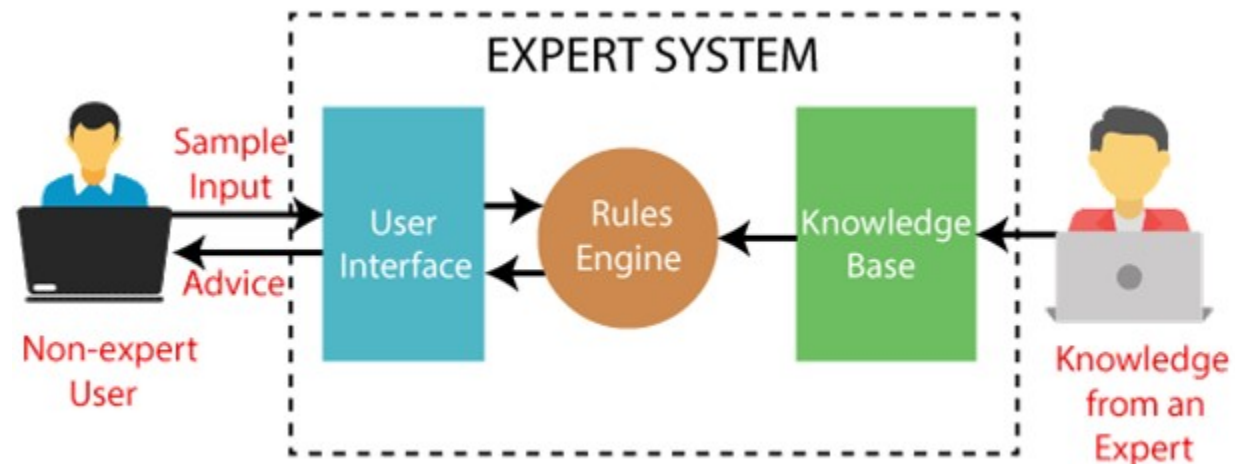 EXPERT SYSTEM
Sample
Input
Advice
Non-expert
User
User
Interface
Rules
Engine
Knowledge
Base
Knowledge
from an
Expert